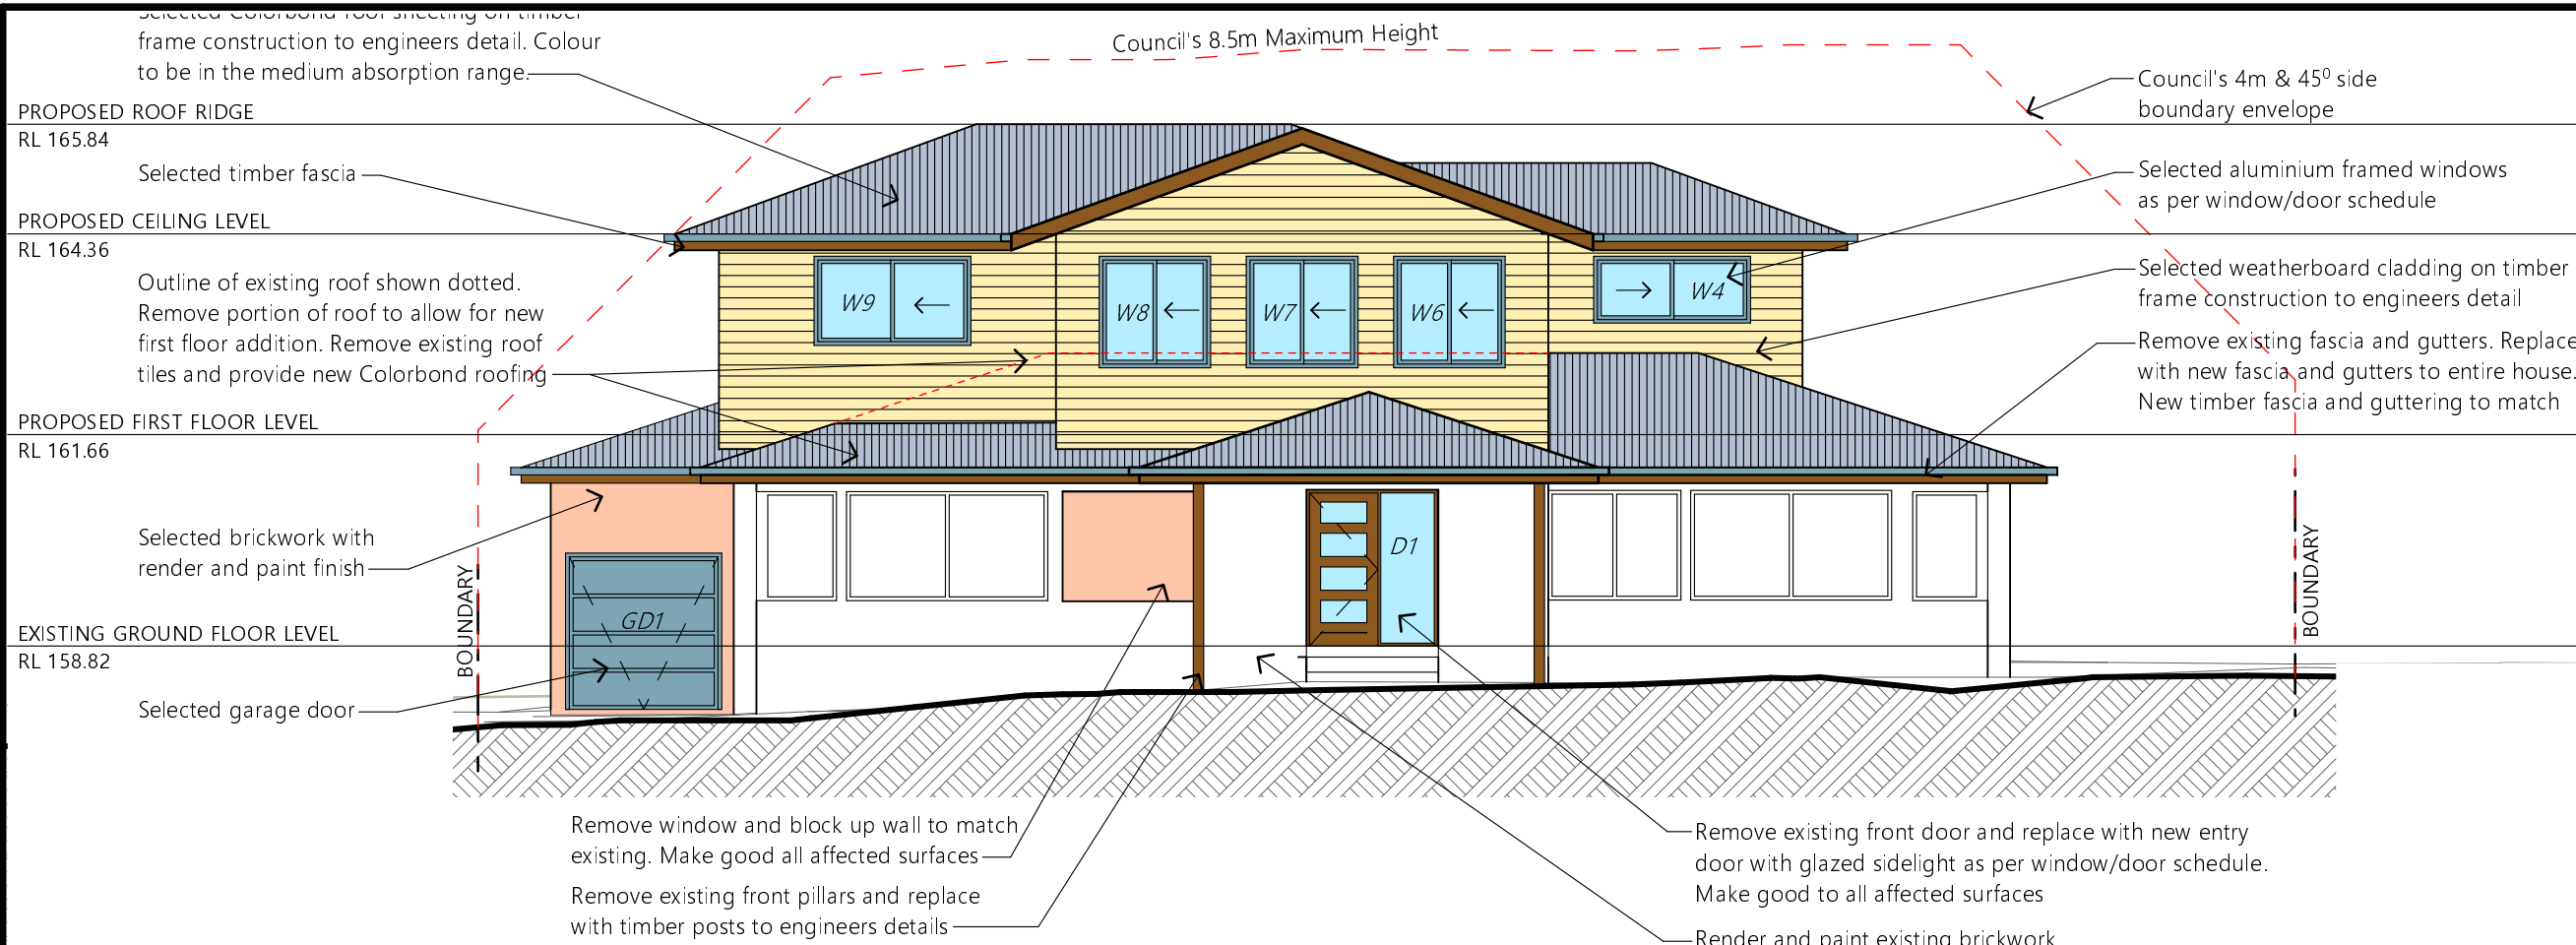 Selected Colorbond roof sheeting on timber
frame construction to engineers detail. Colour
to be in the medium absorption range.
Council's 8.5m Maximum Height
Council's 4m & 45⁰ side
boundary envelope
PROPOSED ROOF RIDGE
RL 165.84
Selected timber fascia
Selected aluminium framed windows
as per window/door schedule
PROPOSED CEILING LEVEL
RL 164.36
Selected weatherboard cladding on timber
frame construction to engineers detail
Outline of existing roof shown dotted.
Remove portion of roof to allow for new
first floor addition. Remove existing roof
tiles and provide new Colorbond roofing
W9
W8
W7
W6
W4
Remove existing fascia and gutters. Replace
with new fascia and gutters to entire house.
New timber fascia and guttering to match
PROPOSED FIRST FLOOR LEVEL
RL 161.66
Selected brickwork with
render and paint finish
D1
BOUNDARY
BOUNDARY
GD1
EXISTING GROUND FLOOR LEVEL
RL 158.82
Selected garage door
Remove window and block up wall to match
existing. Make good all affected surfaces
Remove existing front pillars and replace
with timber posts to engineers details
Remove existing front door and replace with new entry
door with glazed sidelight as per window/door schedule.
Make good to all affected surfaces
Render and paint existing brickwork